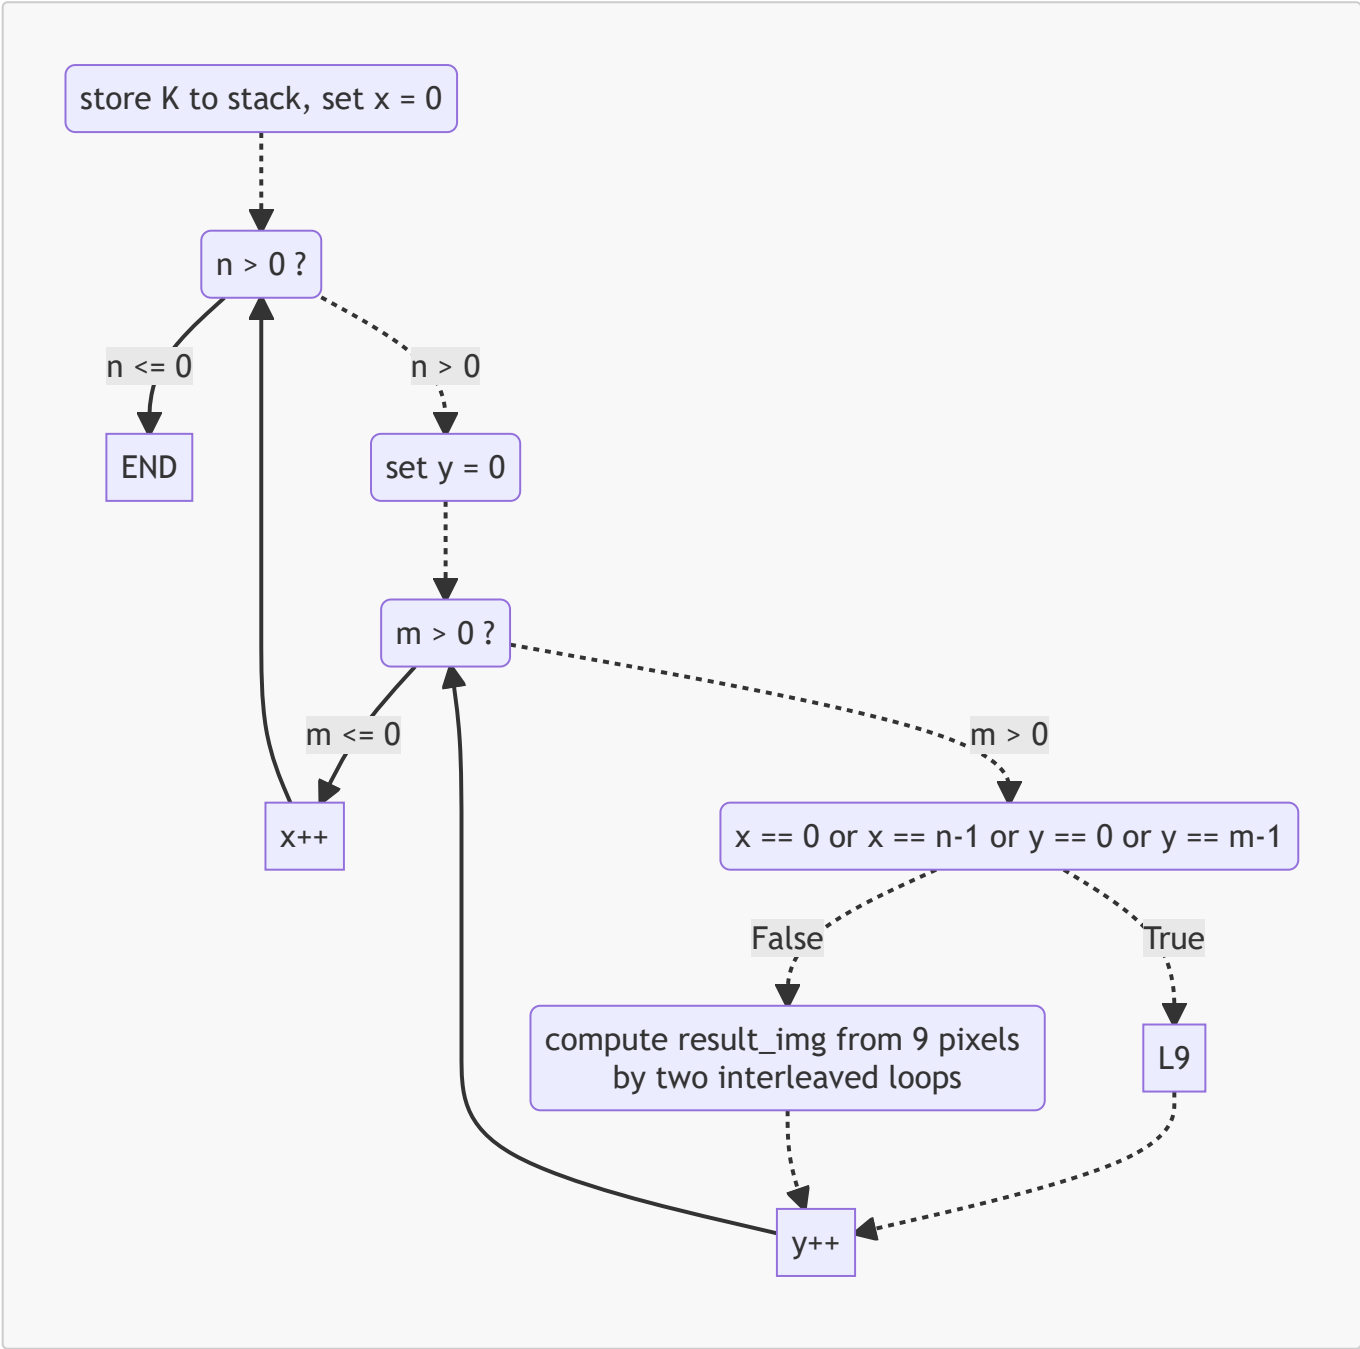 store K to stack, set x = 0
n > 0 ?
n <= 0
n > 0
END
set y = 0
m > 0 ?
m <= 0
m > 0
x++
x == 0 or x == n-1 or y == 0 or y == m-1
False
True
compute result_img from 9 pixels
by two interleaved loops
L9
y++